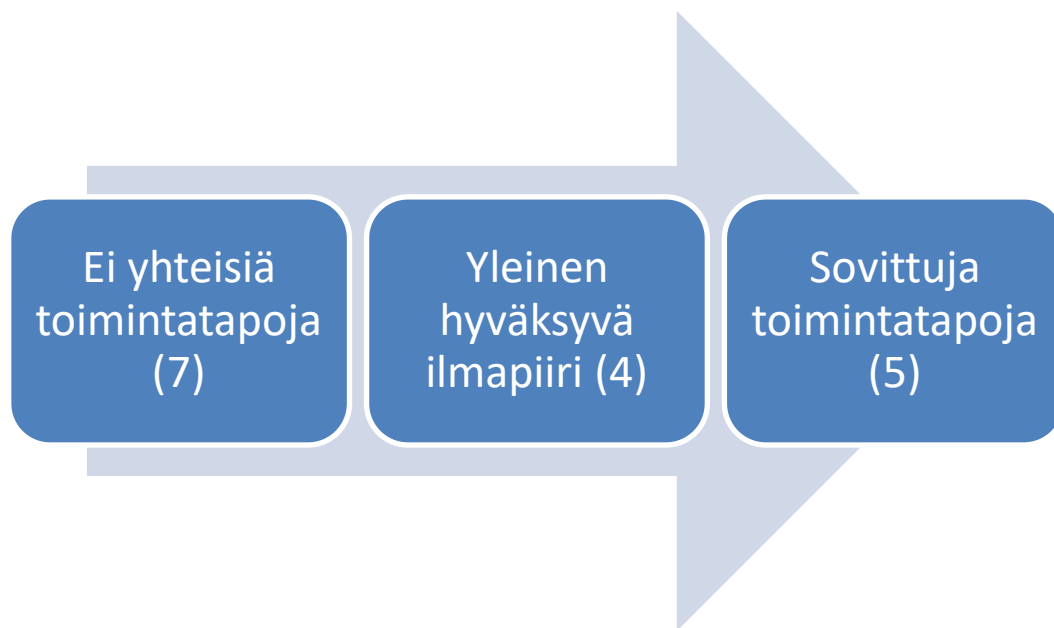 Ei yhteisiä
toimintatapoja
(7)
Yleinen
hyväksyvä
ilmapiiri (4)
Sovittuja
toimintatapoja
(5)